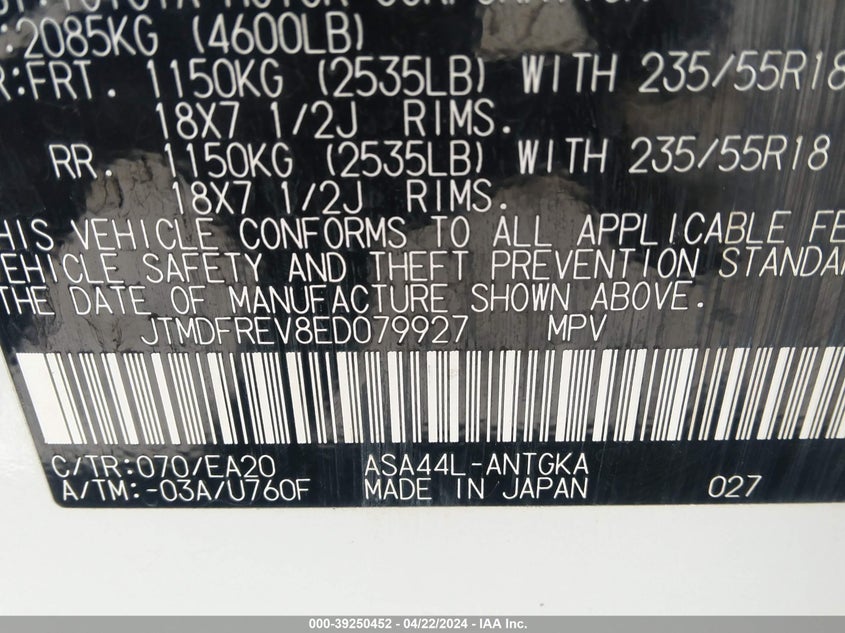 :2085KG (4600LB)
R:FRT. 1150KG (2535LB) WITH 235/55R18
18X7 1/2J RIMS.
RR. 1150KG (2535LB) WITH 235/55R18
18X7 1/2J RIMS.
HIS VEHICLE CONFORMS TO ALL APPLICABLE FE
EHICLE SAFETY AND THEFT PREVENTION STANDAR
THE DATE OF MANUFACTURE SHOWN ABOVE.
JTMDFREV8ED079927 MPV
C/TR:070/EA20 ASA44L-ANTGKA
A/TM:-03A/U760F MADE IN JAPAN 027
000-39250452 - 04/22/2024 - IAA Inc.